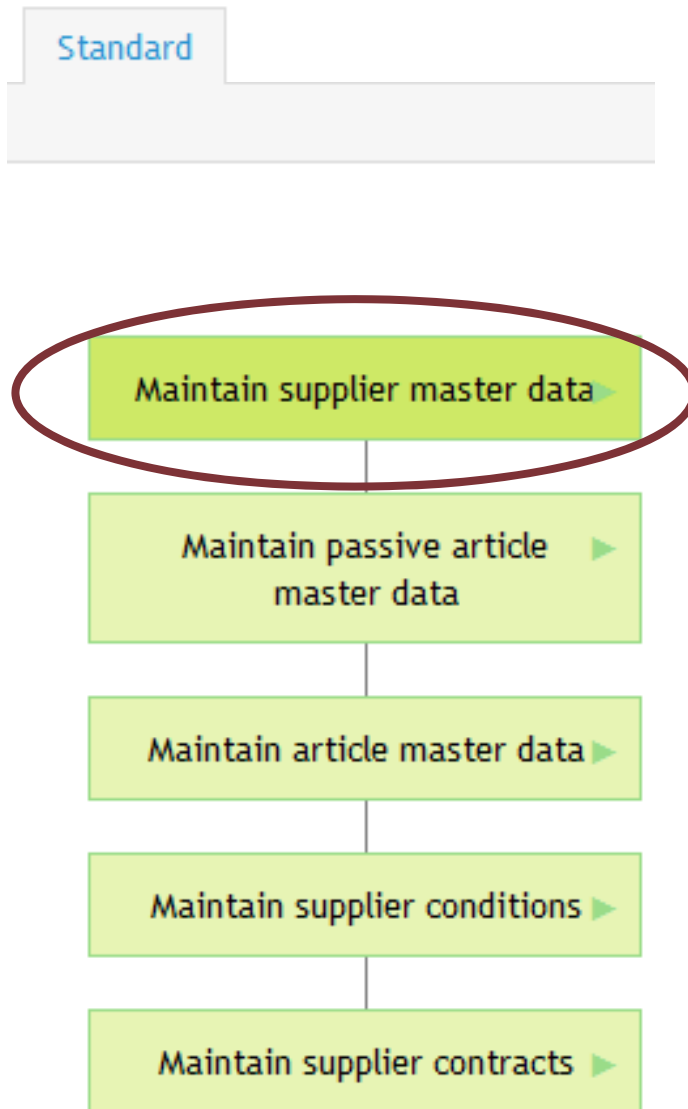 Standard
Maintain supplier master data
Maintain passive article
master data
Maintain article master data
Maintain supplier conditions
Maintain supplier contracts